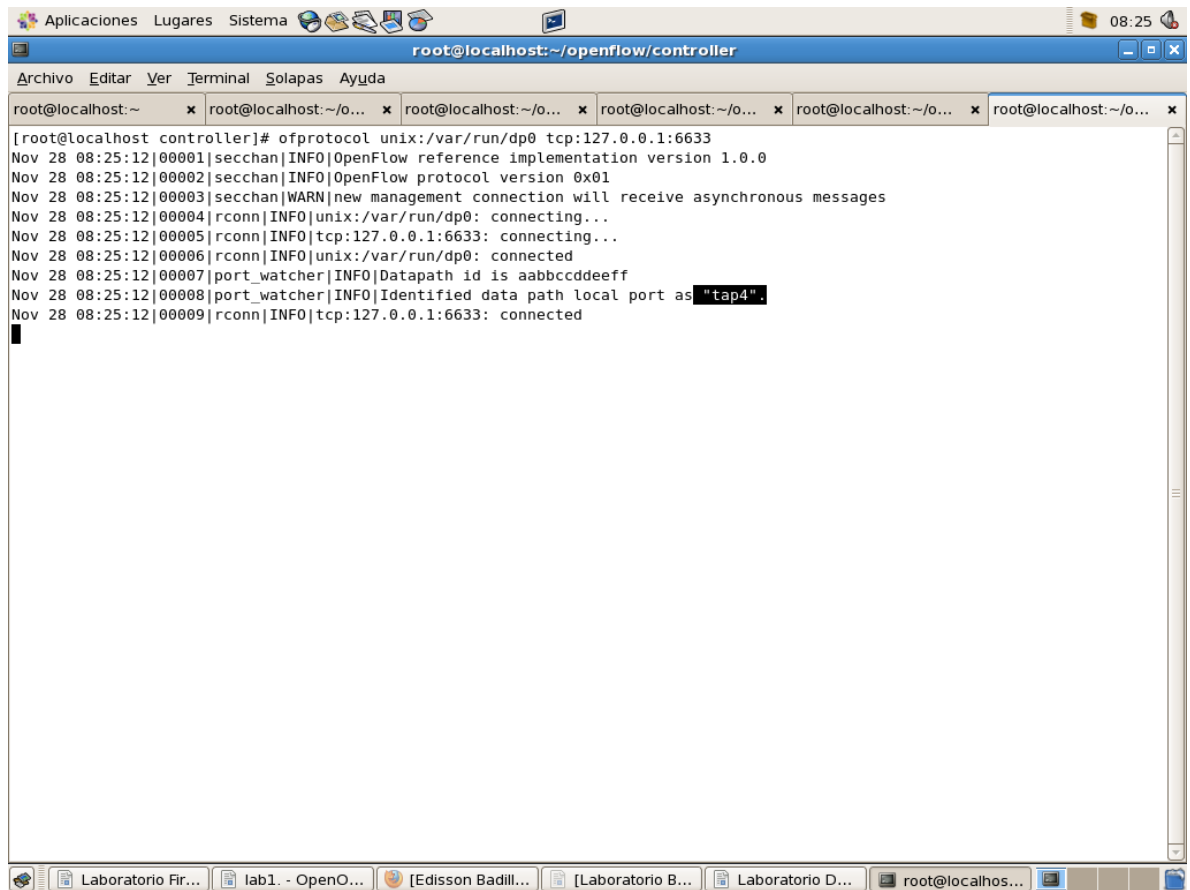 Aplicaciones Lugares Sistema 08:25
root@localhost:~/openflow/controller
Archivo Editar Ver Terminal Solapas Ayuda
root@localhost:~ root@localhost:~/o... root@localhost:~/o... root@localhost:~/o... root@localhost:~/o... root@localhost:~/o...
[root@localhost controller]# ofprotocol unix:/var/run/dp0 tcp:127.0.0.1:6633
Nov 28 08:25:12|00001|secchan|INFO|OpenFlow reference implementation version 1.0.0
Nov 28 08:25:12|00002|secchan|INFO|OpenFlow protocol version 0x01
Nov 28 08:25:12|00003|secchan|WARN|new management connection will receive asynchronous messages
Nov 28 08:25:12|00004|rconn|INFO|unix:/var/run/dp0: connecting...
Nov 28 08:25:12|00005|rconn|INFO|tcp:127.0.0.1:6633: connecting...
Nov 28 08:25:12|00006|rconn|INFO|unix:/var/run/dp0: connected
Nov 28 08:25:12|00007|port_watcher|INFO|Datapath id is aabbccddeeff
Nov 28 08:25:12|00008|port_watcher|INFO|Identified data path local port as "tap4".
Nov 28 08:25:12|00009|rconn|INFO|tcp:127.0.0.1:6633: connected
Laboratorio Fir... lab1. - OpenO... [Edisson Badill... [Laboratorio B... Laboratorio D... root@localhos...